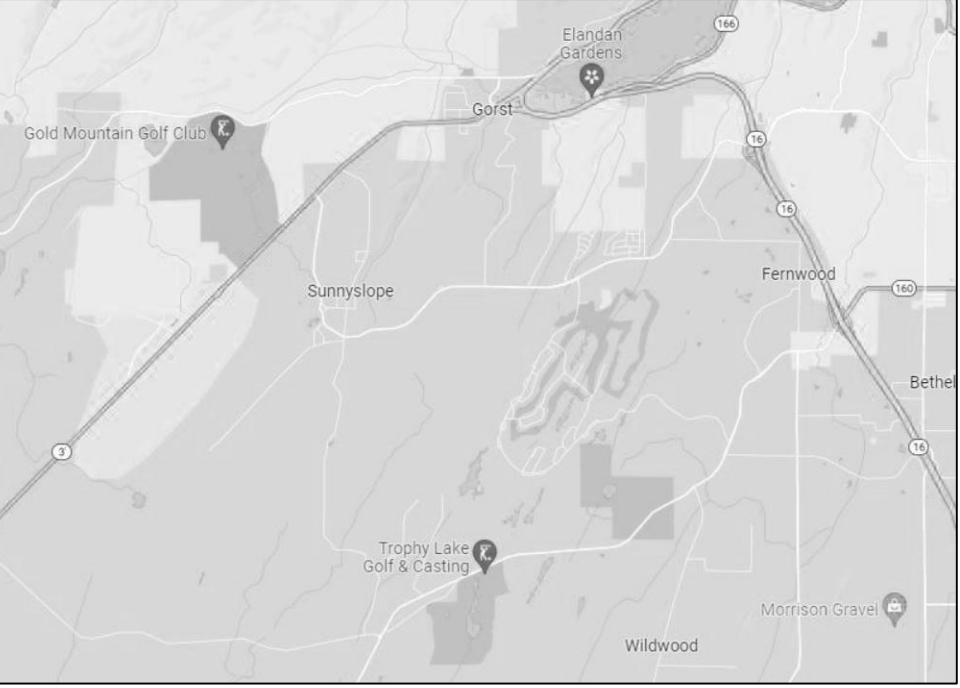 166
Elandan
Gardens
Gorst
Gold Mountain Golf Club
16
16
Fernwood
Sunnyslope
160
Bethel
3
16
Trophy Lake
Golf & Casting
Morrison Gravel
Wildwood